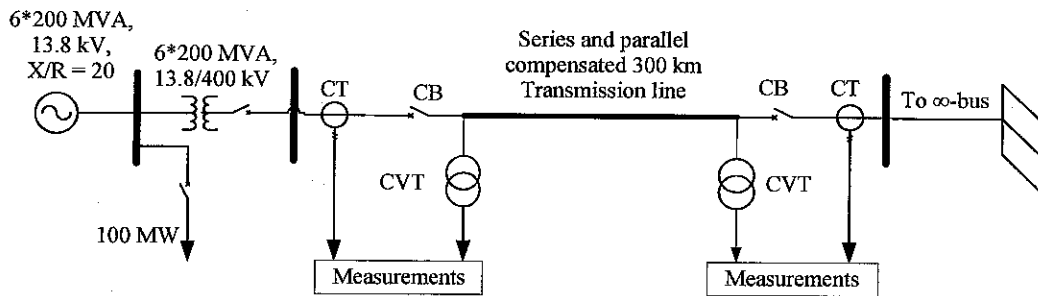 6*200 MVA,
13.8 kV,
X/R = 20
6*200 MVA,
13.8/400 kV
CT
CB
Series and parallel
compensated 300 km
Transmission line
CB
CT
To ∞-bus
CVT
CVT
100 MW
Measurements
Measurements